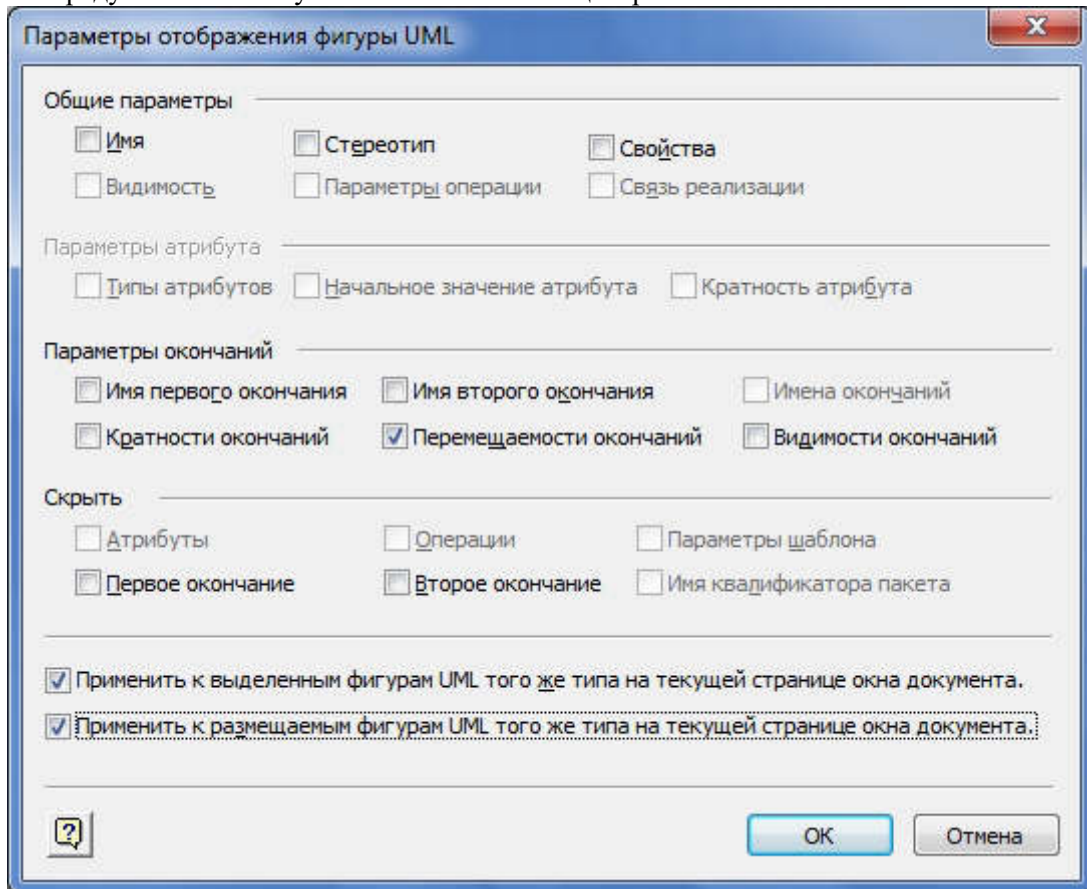 Параметры отображения фигуры UML
Общие параметры
Имя Стереотип Свойства
Видимость Параметры операции Связь реализации
Параметры атрибута
Типы атрибутов Начальное значение атрибута Кратность атрибута
Параметры окончаний
Имя первого окончания Имя второго окончания Имена окончаний
Кратности окончаний Перемещаемости окончаний Видимости окончаний
Скрыть
Атрибуты Операции Параметры шаблона
Первое окончание Второе окончание Имя квалификатора пакета
Применить к выделенным фигурам UML того же типа на текущей странице окна документа.
Применить к размещаемым фигурам UML того же типа на текущей странице окна документа.
ОК Отмена